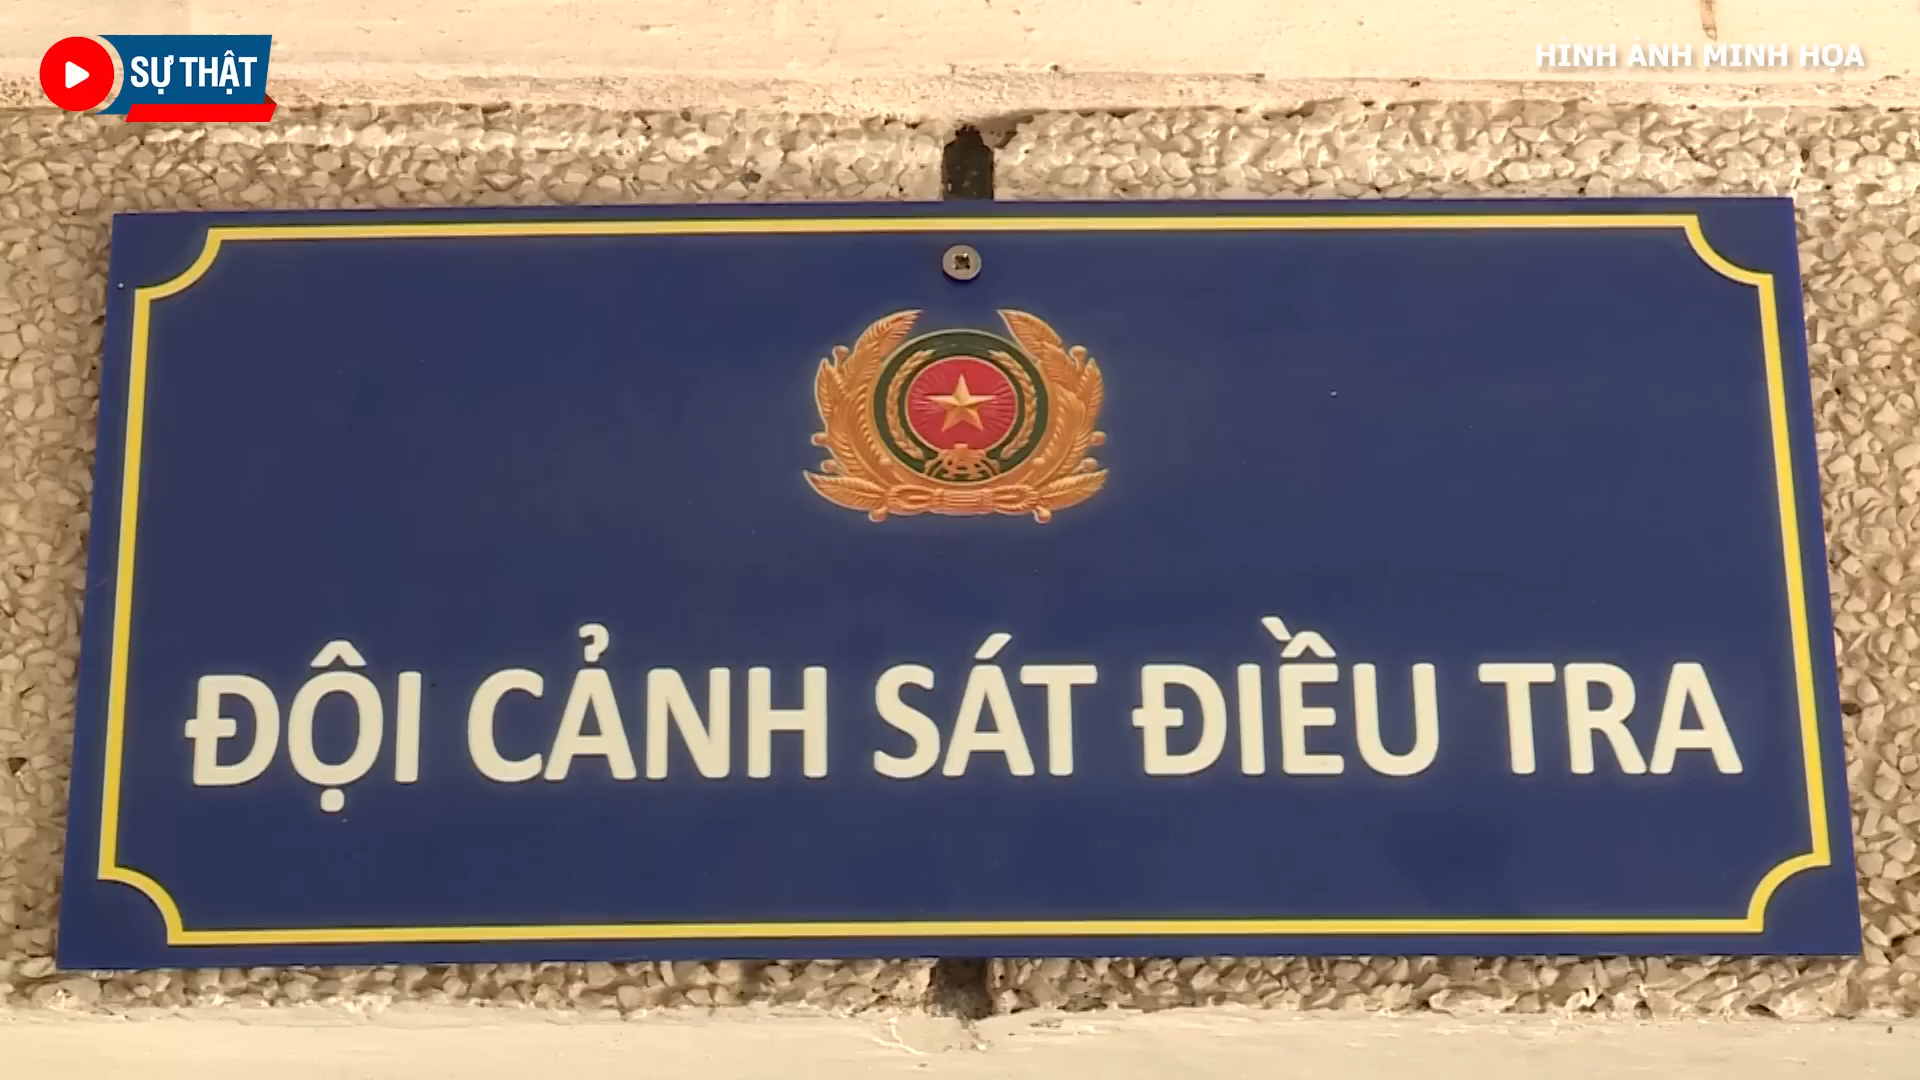 SỰ THẬT
HÌNH ẢNH MINH HỌA
ĐỘI CẢNH SÁT ĐIỀU TRA